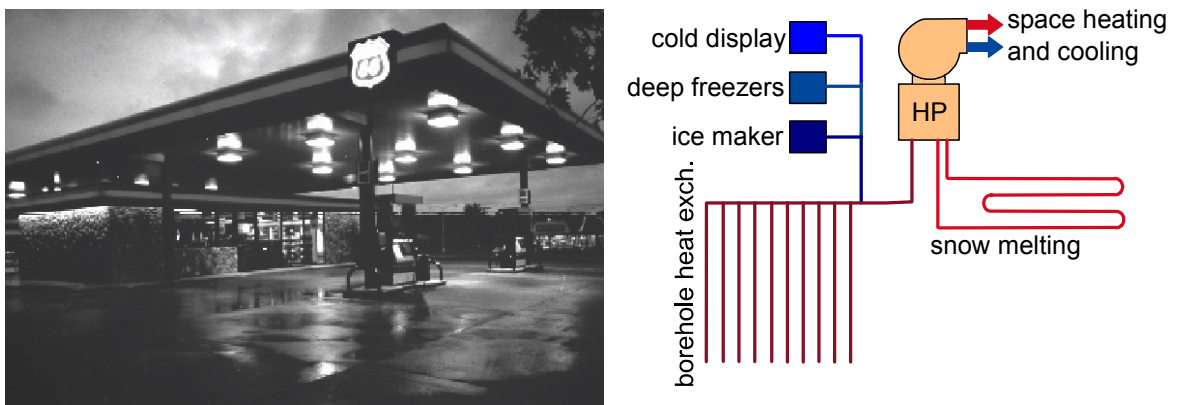 66
cold display
deep freezers
ice maker
borehole heat exch.
HP
space heating
and cooling
snow melting